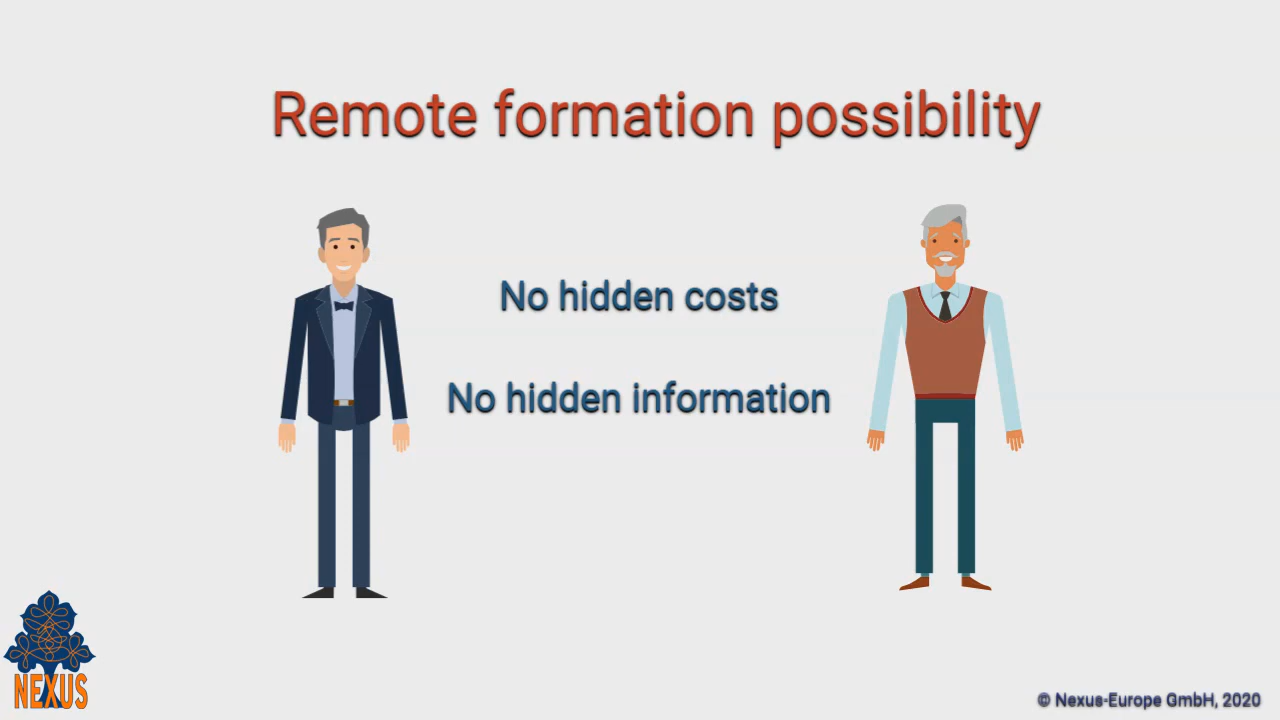 Remote formation possibility
No hidden costs
No hidden information
NEXUS
© Nexus-Europe GmbH, 2020